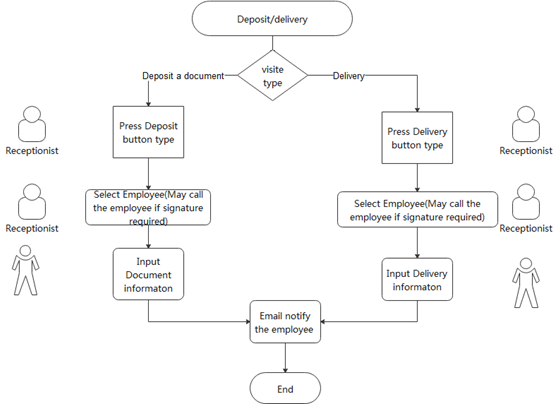 Deposit/delivery
visite
type
Deposit a document
Delivery
Press Deposit
button type
Press Delivery
button type
Receptionist
Receptionist
Select Employee(May call
the employee if signature
required)
Select Employee(May call the
employee if signature required)
Receptionist
Receptionist
Input
Document
informaton
Input Delivery
informaton
Email notify
the employee
End